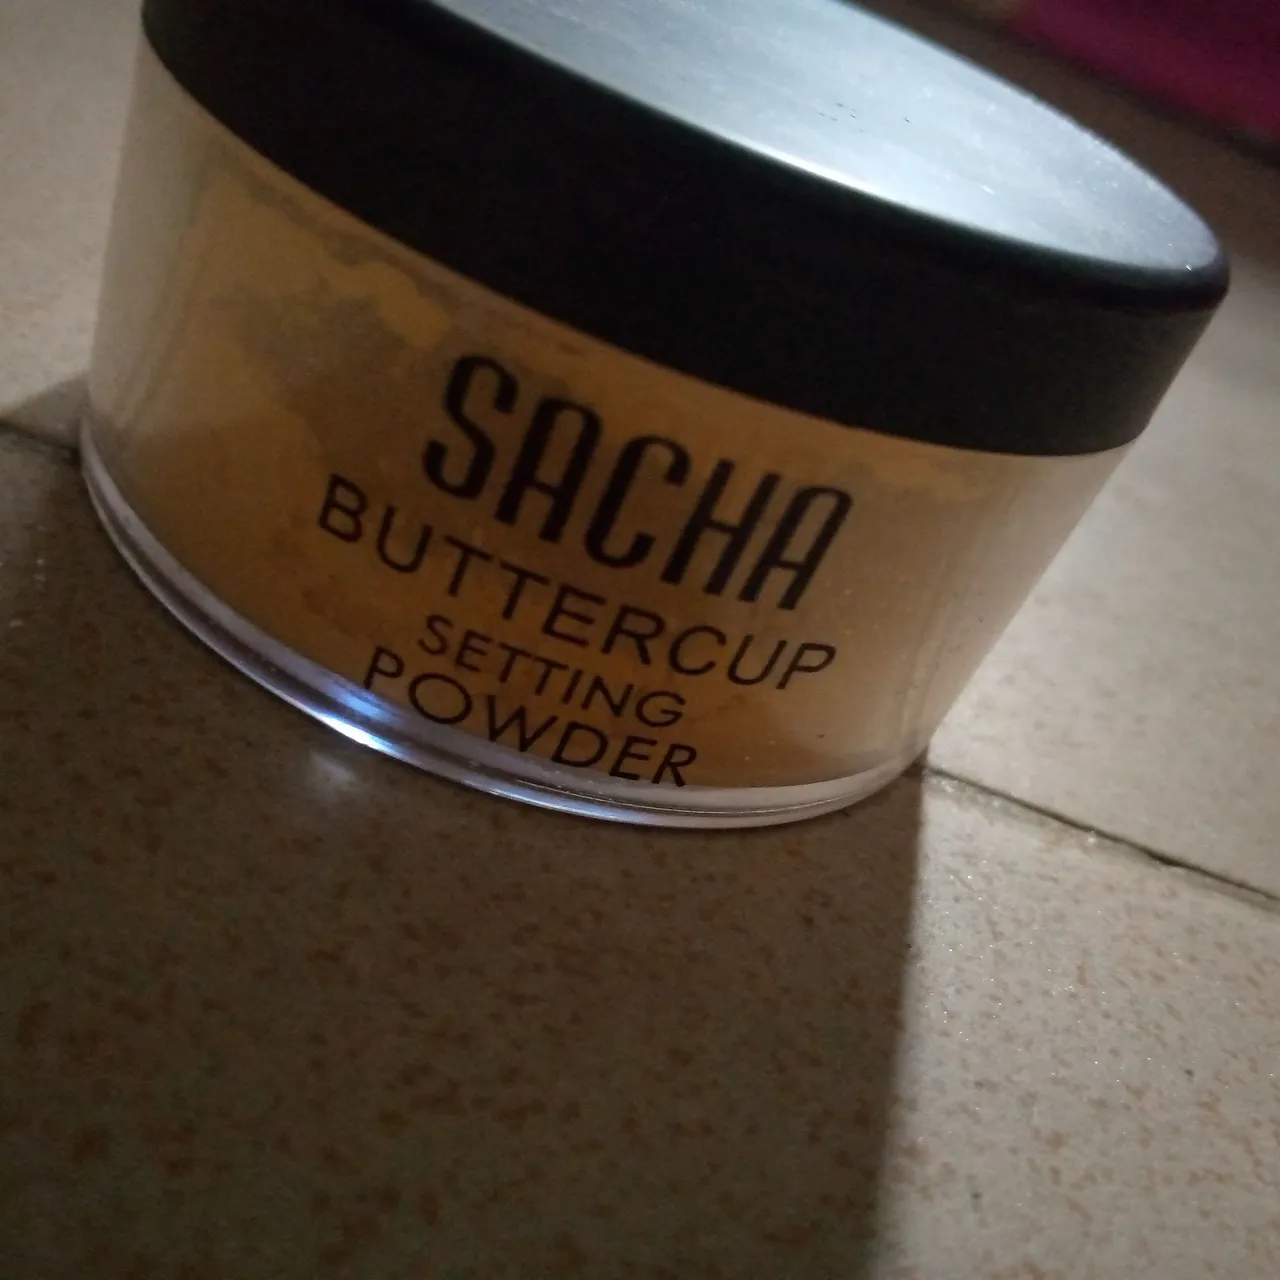 SACHA
BUTTERCUP
SETTING
POWDER